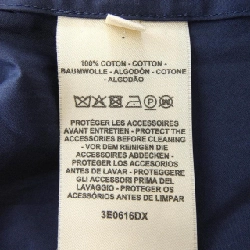 100% COTON - COTTON -
BAUMWOLLE - ALGODÓN - COTONE
- ALGODÃO
PROTÉGER LES ACCESSOIRES
AVANT ENTRETIEN - PROTECT THE
ACCESSORIES BEFORE CLEANING
- VOR DEM REINIGEN DIE
ACCESSOIRES ABDECKEN -
PROTEGER LOS ACCESORIOS
ANTES DE LAVAR - PROTEGGERE
GLI ACCESSORI PRIMA DEL
LAVAGGIO - PROTEGER OS
ACESSÓRIOS ANTES DE LIMPAR
3E0616DX